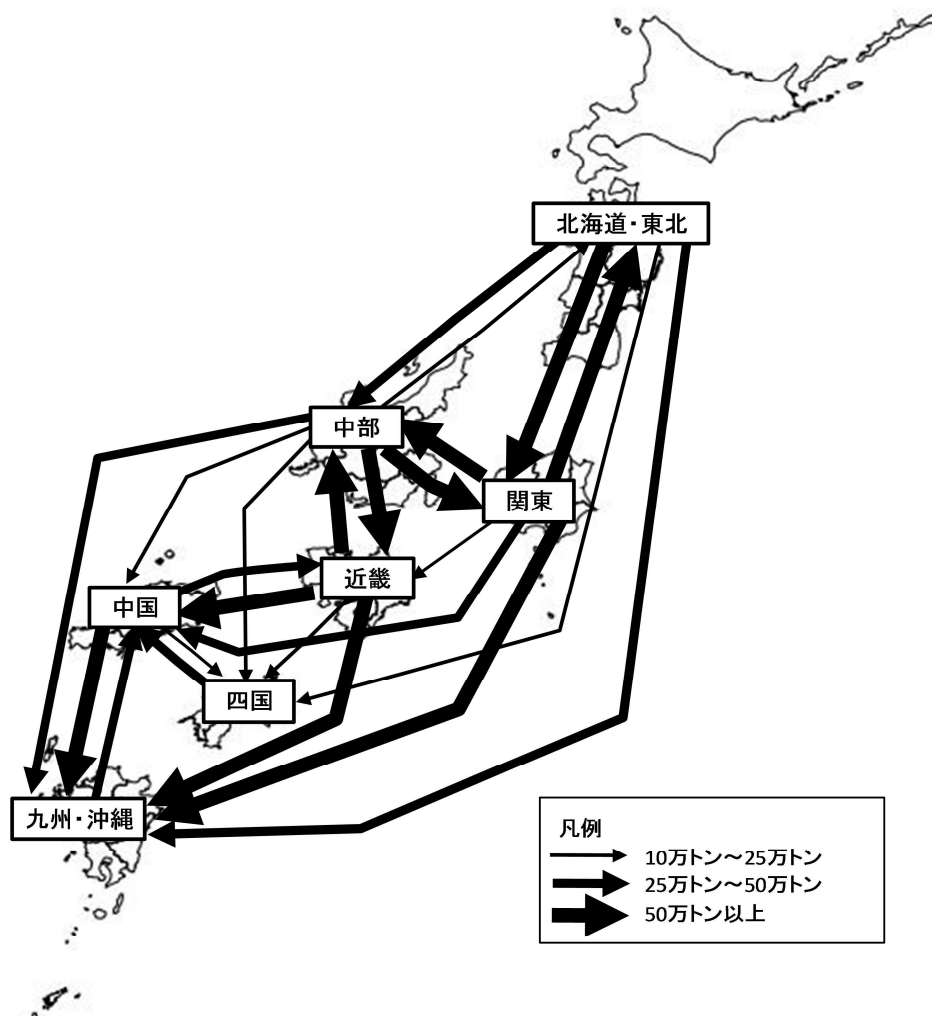 北海道・東北
中部
関東
近畿
中国
四国
九州・沖縄
凡例
10万トン～25万トン
25万トン～50万トン
50万トン以上